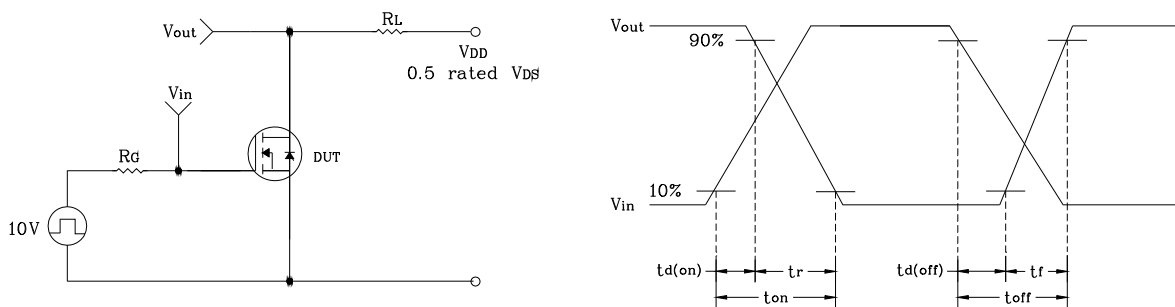 Vout
RL
VDD
0.5 rated VDS
Vin
RG
DUT
10V
Vout
90%
10%
Vin
td(on)
tr
td(off)
tf
ton
toff